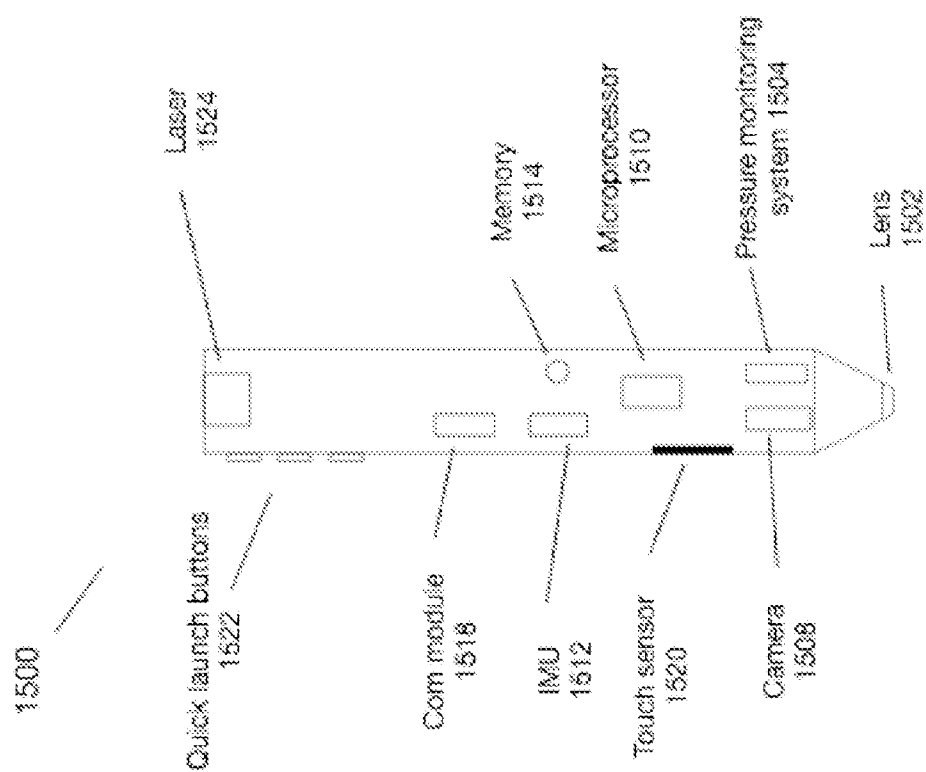 1500
Quick launch buttons
1522
Com module
1518
IMU
1512
Touch sensor
1520
Camera
1508
Laser
1524
Memory
1514
Microprocessor
1510
Pressure monitoring
system 1504
Lens
1502